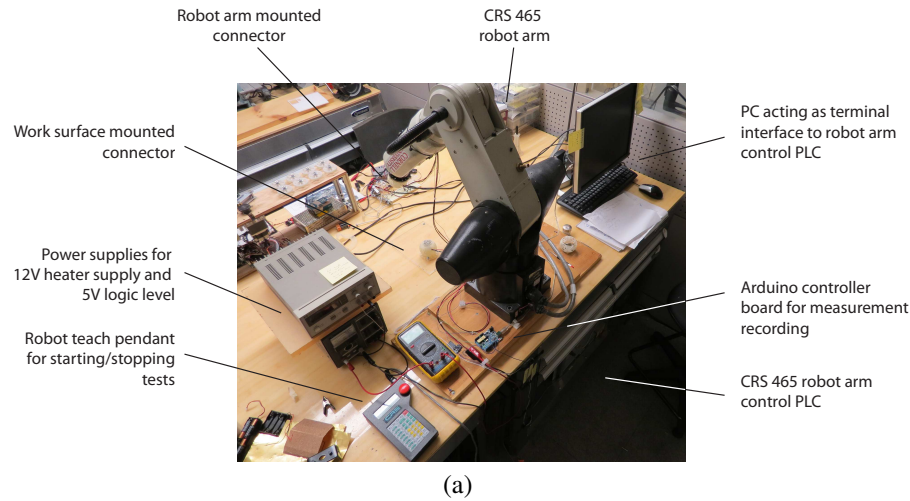 Robot arm mounted
connector
CRS 465
robot arm
Work surface mounted
connector
PC acting as terminal
interface to robot arm
control PLC
Power supplies for
12V heater supply and
5V logic level
Arduino controller
board for measurement
recording
Robot teach pendant
for starting/stopping
tests
CRS 465 robot arm
control PLC
(a)